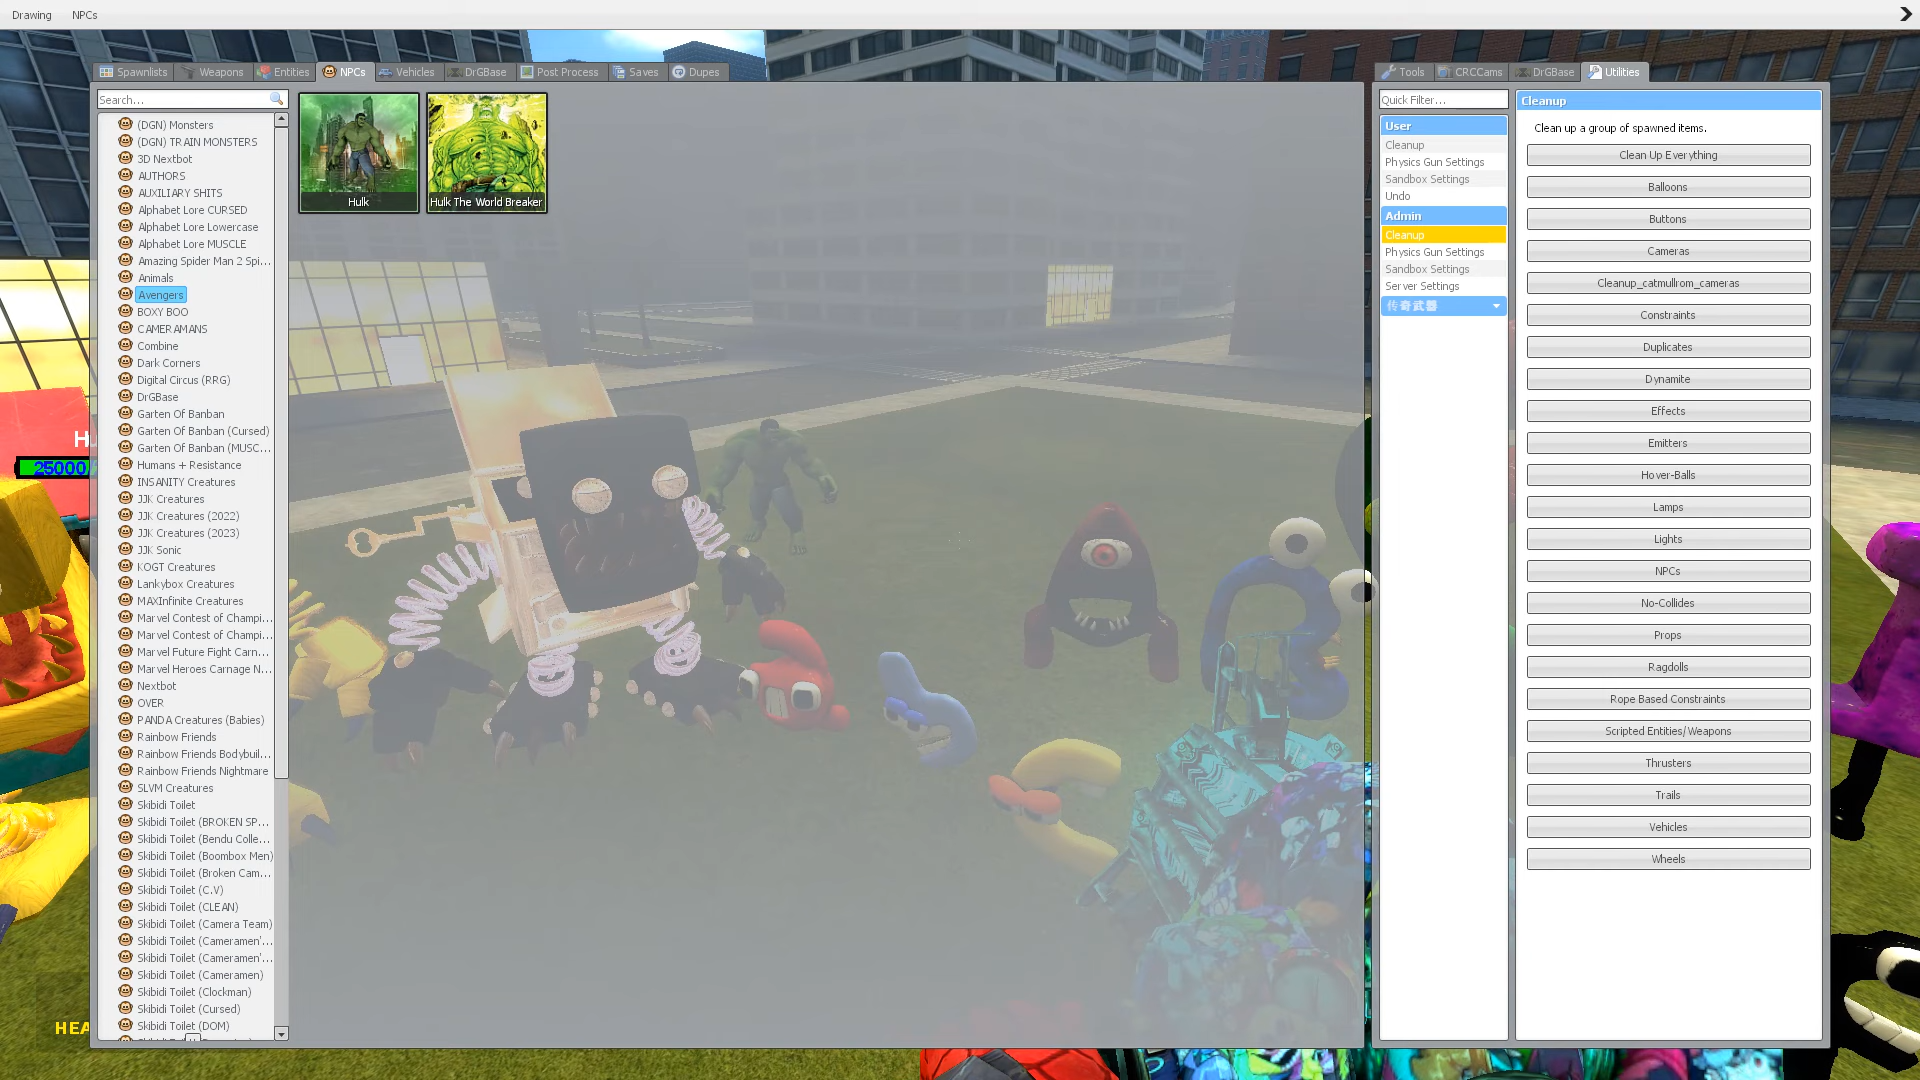 Drawing NPCs
Spawnlists Weapons Entities NPCs Vehicles DrGBase Post Process Saves Dupes
Tools CRCCams DrGBase Utilities
Search...
(DGN) Monsters
(DGN) TRAIN MONSTERS
3D Nextbot
AUTHORS
AUXILIARY SHITS
Alphabet Lore CURSED
Alphabet Lore Lowercase
Alphabet Lore MUSCLE
Amazing Spider Man 2 Spi...
Animals
Avengers
BOXY BOO
CAMERAMANS
Combine
Dark Corners
Digital Circus (RRG)
DrGBase
Garten Of Banban
Garten Of Banban (Cursed)
Garten Of Banban (MUSC...
Humans + Resistance
INSANITY Creatures
JJK Creatures
JJK Creatures (2022)
JJK Creatures (2023)
JJK Sonic
KOGT Creatures
Lankybox Creatures
MAXInfinite Creatures
Marvel Contest of Champi...
Marvel Contest of Champi...
Marvel Future Fight Carn...
Marvel Heroes Carnage N...
Nextbot
OVER
PANDA Creatures (Babies)
Rainbow Friends
Rainbow Friends Bodybuil...
Rainbow Friends Nightmare
SLVM Creatures
Skibidi Toilet
Skibidi Toilet (BROKEN SP...
Skibidi Toilet (Bendu Colle...
Skibidi Toilet (Boombox Men)
Skibidi Toilet (Broken Cam...
Skibidi Toilet (C.V)
Skibidi Toilet (CLEAN)
Skibidi Toilet (Camera Team)
Skibidi Toilet (Cameramen'...
Skibidi Toilet (Cameramen'...
Skibidi Toilet (Cameramen)
Skibidi Toilet (Clockman)
Skibidi Toilet (Cursed)
Skibidi Toilet (DOM)
Hulk
Hulk The World Breaker
H
25000
HEA
Quick Filter...
User
Cleanup
Physics Gun Settings
Sandbox Settings
Undo
Admin
Cleanup
Physics Gun Settings
Sandbox Settings
Server Settings
传奇武器
Cleanup
Clean up a group of spawned items.
Clean Up Everything
Balloons
Buttons
Cameras
Cleanup_catmullrom_cameras
Constraints
Duplicates
Dynamite
Effects
Emitters
Hover-Balls
Lamps
Lights
NPCs
No-Collides
Props
Ragdolls
Rope Based Constraints
Scripted Entities/Weapons
Thrusters
Trails
Vehicles
Wheels